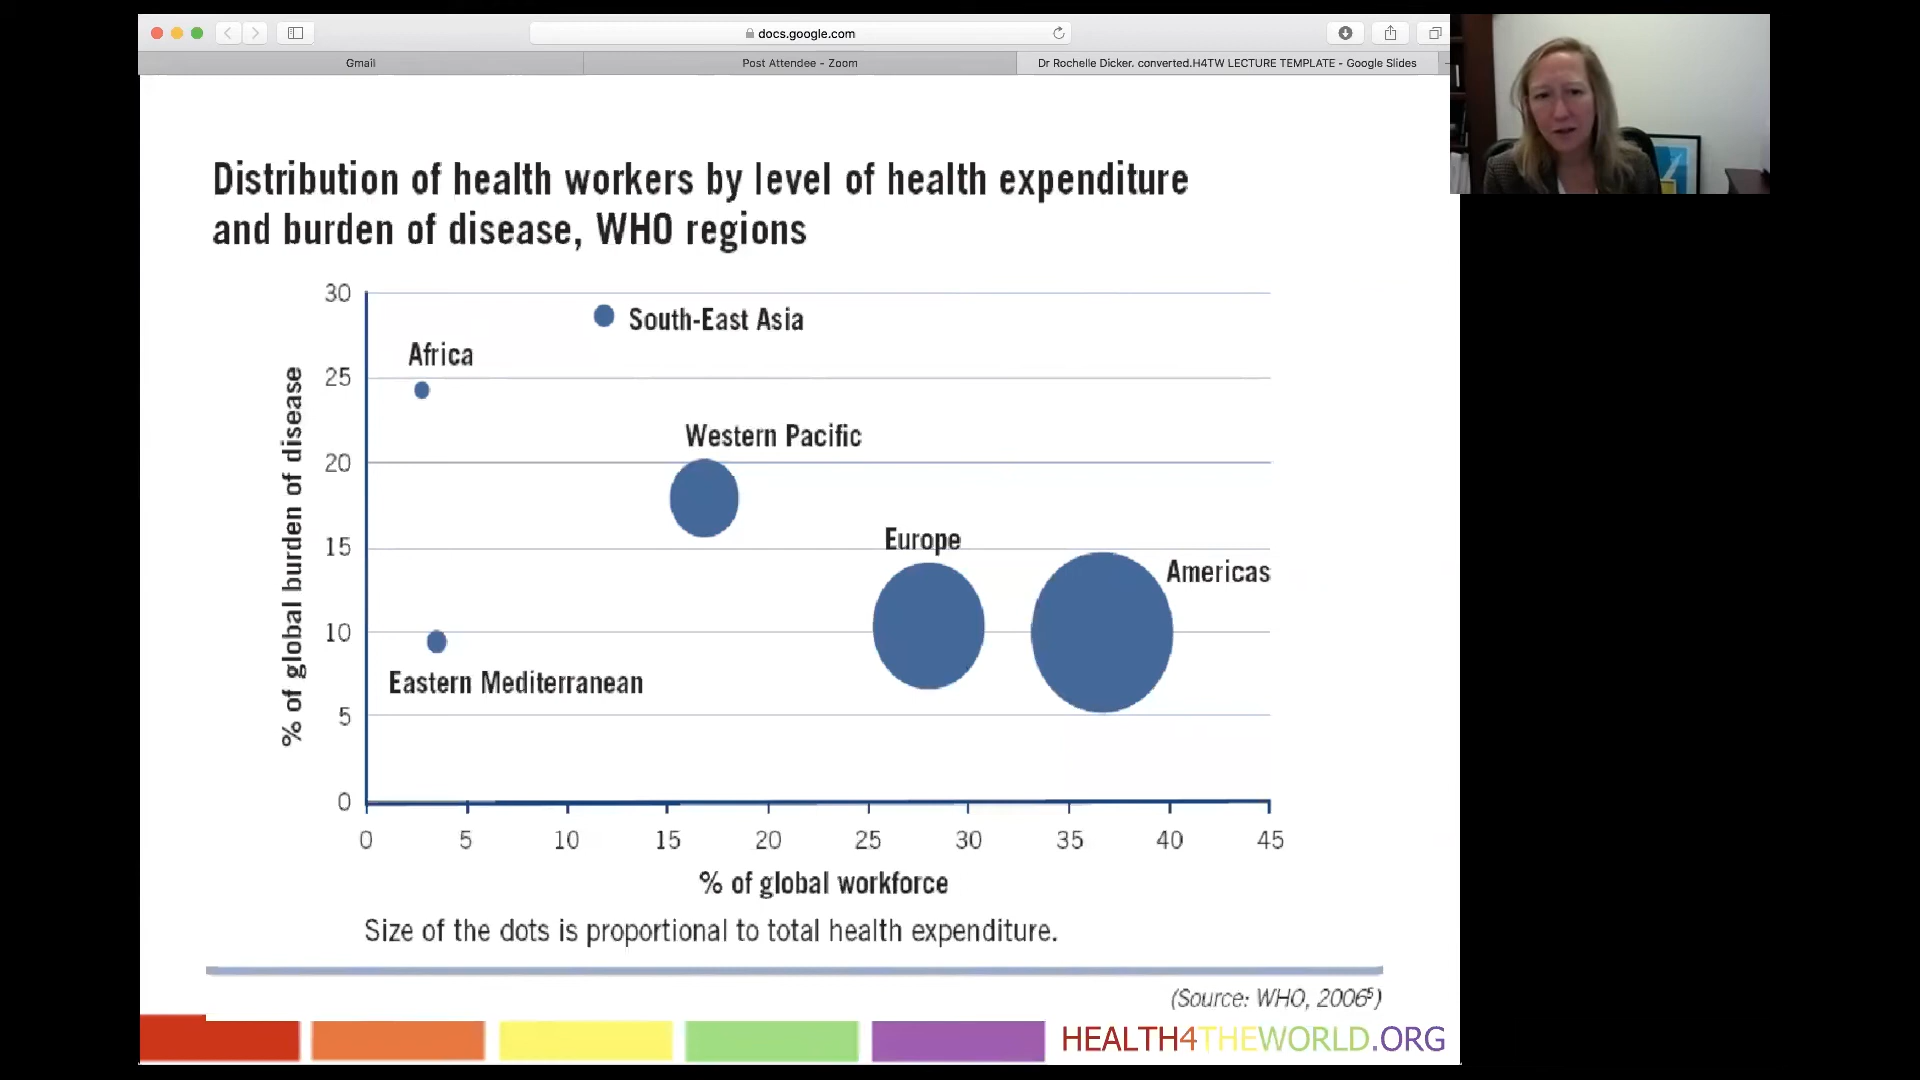 docs.google.com
Gmail
Post Attendee - Zoom
Dr Rochelle Dicker. converted.H4TW LECTURE TEMPLATE - Google Slides
Distribution of health workers by level of health expenditure
and burden of disease, WHO regions
% of global burden of disease
30
25
20
15
10
5
0
South-East Asia
Africa
Western Pacific
Europe
Americas
Eastern Mediterranean
0 5 10 15 20 25 30 35 40 45
% of global workforce
Size of the dots is proportional to total health expenditure.
(Source: WHO, 2006⁵)
HEALTH4THEWORLD.ORG